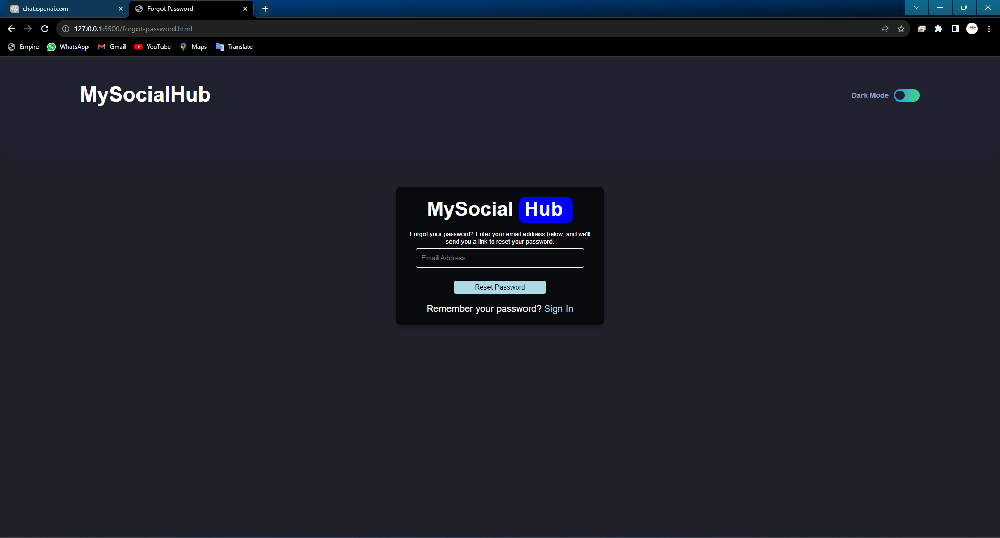 chat.openai.com
Forgot Password
127.0.0.1:5500/forgot-password.html
Empire WhatsApp Gmail YouTube Maps Translate
MySocialHub
Dark Mode
MySocial Hub
Forgot your password? Enter your email address below, and we'll
send you a link to reset your password.
Email Address
Reset Password
Remember your password? Sign In